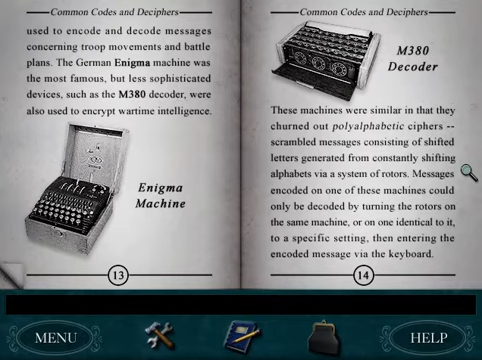 Common Codes and Deciphers
used to encode and decode messages
concerning troop movements and battle
plans. The German Enigma machine was
the most famous, but less sophisticated
devices, such as the M380 decoder, were
also used to encrypt wartime intelligence.
Enigma
Machine
13
Common Codes and Deciphers
M380
Decoder
These machines were similar in that they
churned out polyalphabetic ciphers --
scrambled messages consisting of shifted
letters generated from constantly shifting
alphabets via a system of rotors. Messages
encoded on one of these machines could
only be decoded by turning the rotors on
the same machine, or on one identical to it,
to a specific setting, then entering the
encoded message via the keyboard.
14
MENU
HELP